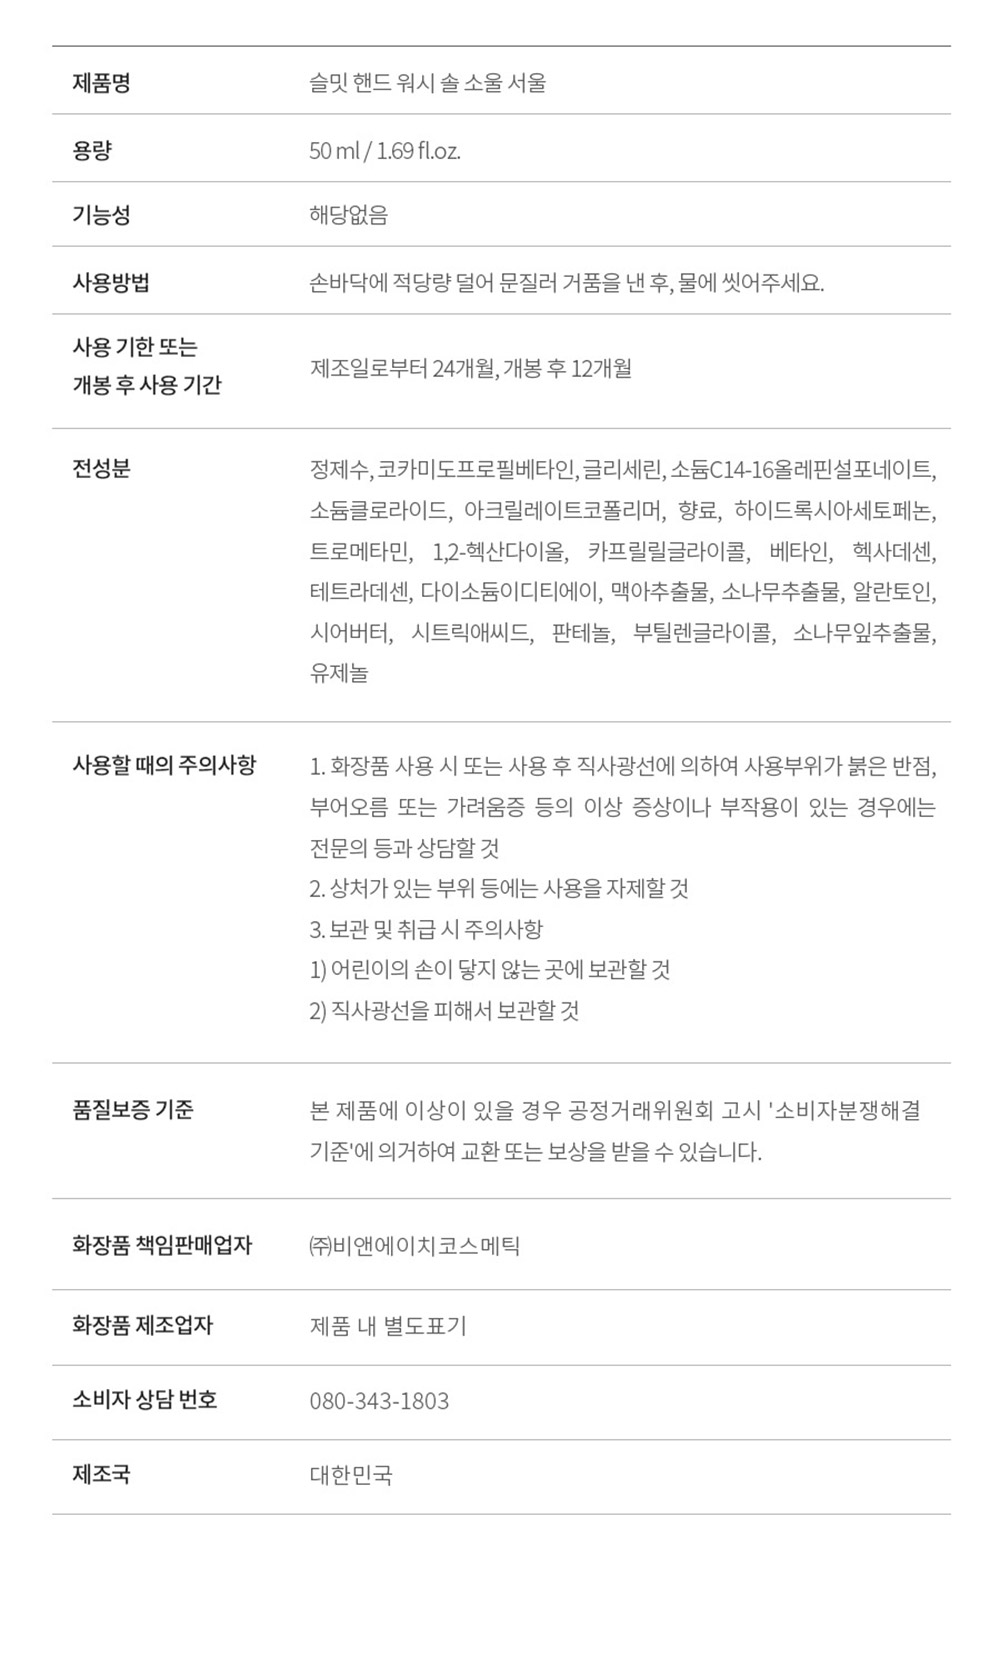 제품명 슬밋 핸드 워시 솔 소울 서울
용량 50 ml / 1.69 fl.oz.
기능성 해당없음
사용방법 손바닥에 적당량 덜어 문질러 거품을 낸 후, 물에 씻어주세요.
사용 기한 또는
개봉 후 사용 기간
제조일로부터 24개월, 개봉 후 12개월
전성분 정제수, 코카미도프로필베타인, 글리세린, 소듐C14-16올레핀설포네이트,
소듐클로라이드, 아크릴레이트코폴리머, 향료, 하이드록시아세토페논,
트로메타민, 1,2-헥산다이올, 카프릴릴글라이콜, 베타인, 헥사데센,
테트라데센, 다이소듐이디티에이, 맥아추출물, 소나무추출물, 알란토인,
시어버터, 시트릭애씨드, 판테놀, 부틸렌글라이콜, 소나무잎추출물,
유제놀
사용할 때의 주의사항 1. 화장품 사용 시 또는 사용 후 직사광선에 의하여 사용부위가 붉은 반점,
부어오름 또는 가려움증 등의 이상 증상이나 부작용이 있는 경우에는
전문의 등과 상담할 것
2. 상처가 있는 부위 등에는 사용을 자제할 것
3. 보관 및 취급 시 주의사항
1) 어린이의 손이 닿지 않는 곳에 보관할 것
2) 직사광선을 피해서 보관할 것
품질보증 기준 본 제품에 이상이 있을 경우 공정거래위원회 고시 '소비자분쟁해결
기준'에 의거하여 교환 또는 보상을 받을 수 있습니다.
화장품 책임판매업자 ㈜비앤에이치코스메틱
화장품 제조업자 제품 내 별도표기
소비자 상담 번호 080-343-1803
제조국 대한민국